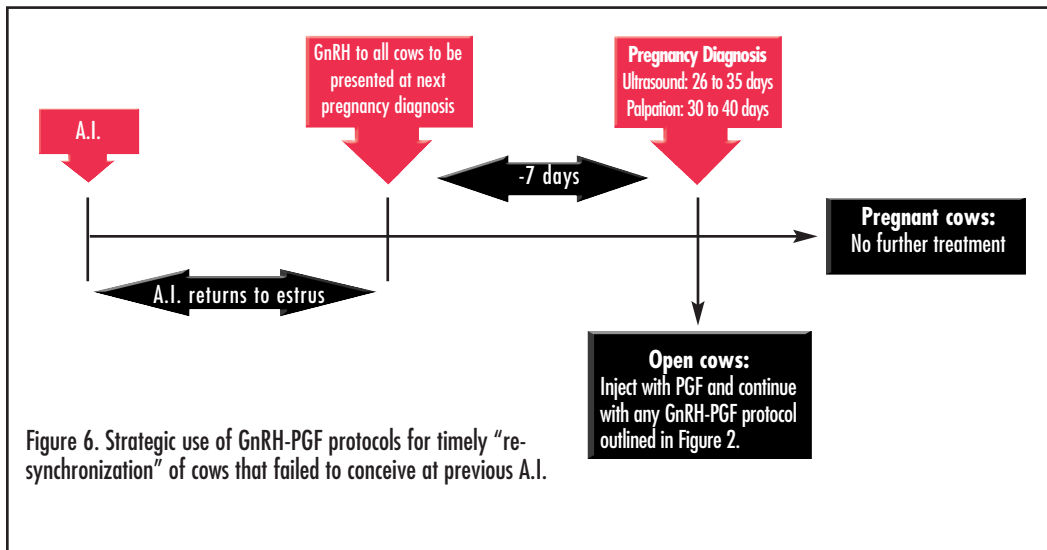 A.I.
GnRH to all cows to be
presented at next
pregnancy diagnosis
Pregnancy Diagnosis
Ultrasound: 26 to 35 days
Palpation: 30 to 40 days
-7 days
A.I. returns to estrus
Pregnant cows:
No further treatment
Open cows:
Inject with PGF and continue
with any GnRH-PGF protocol
outlined in Figure 2.
Figure 6. Strategic use of GnRH-PGF protocols for timely “re-
synchronization” of cows that failed to conceive at previous A.I.